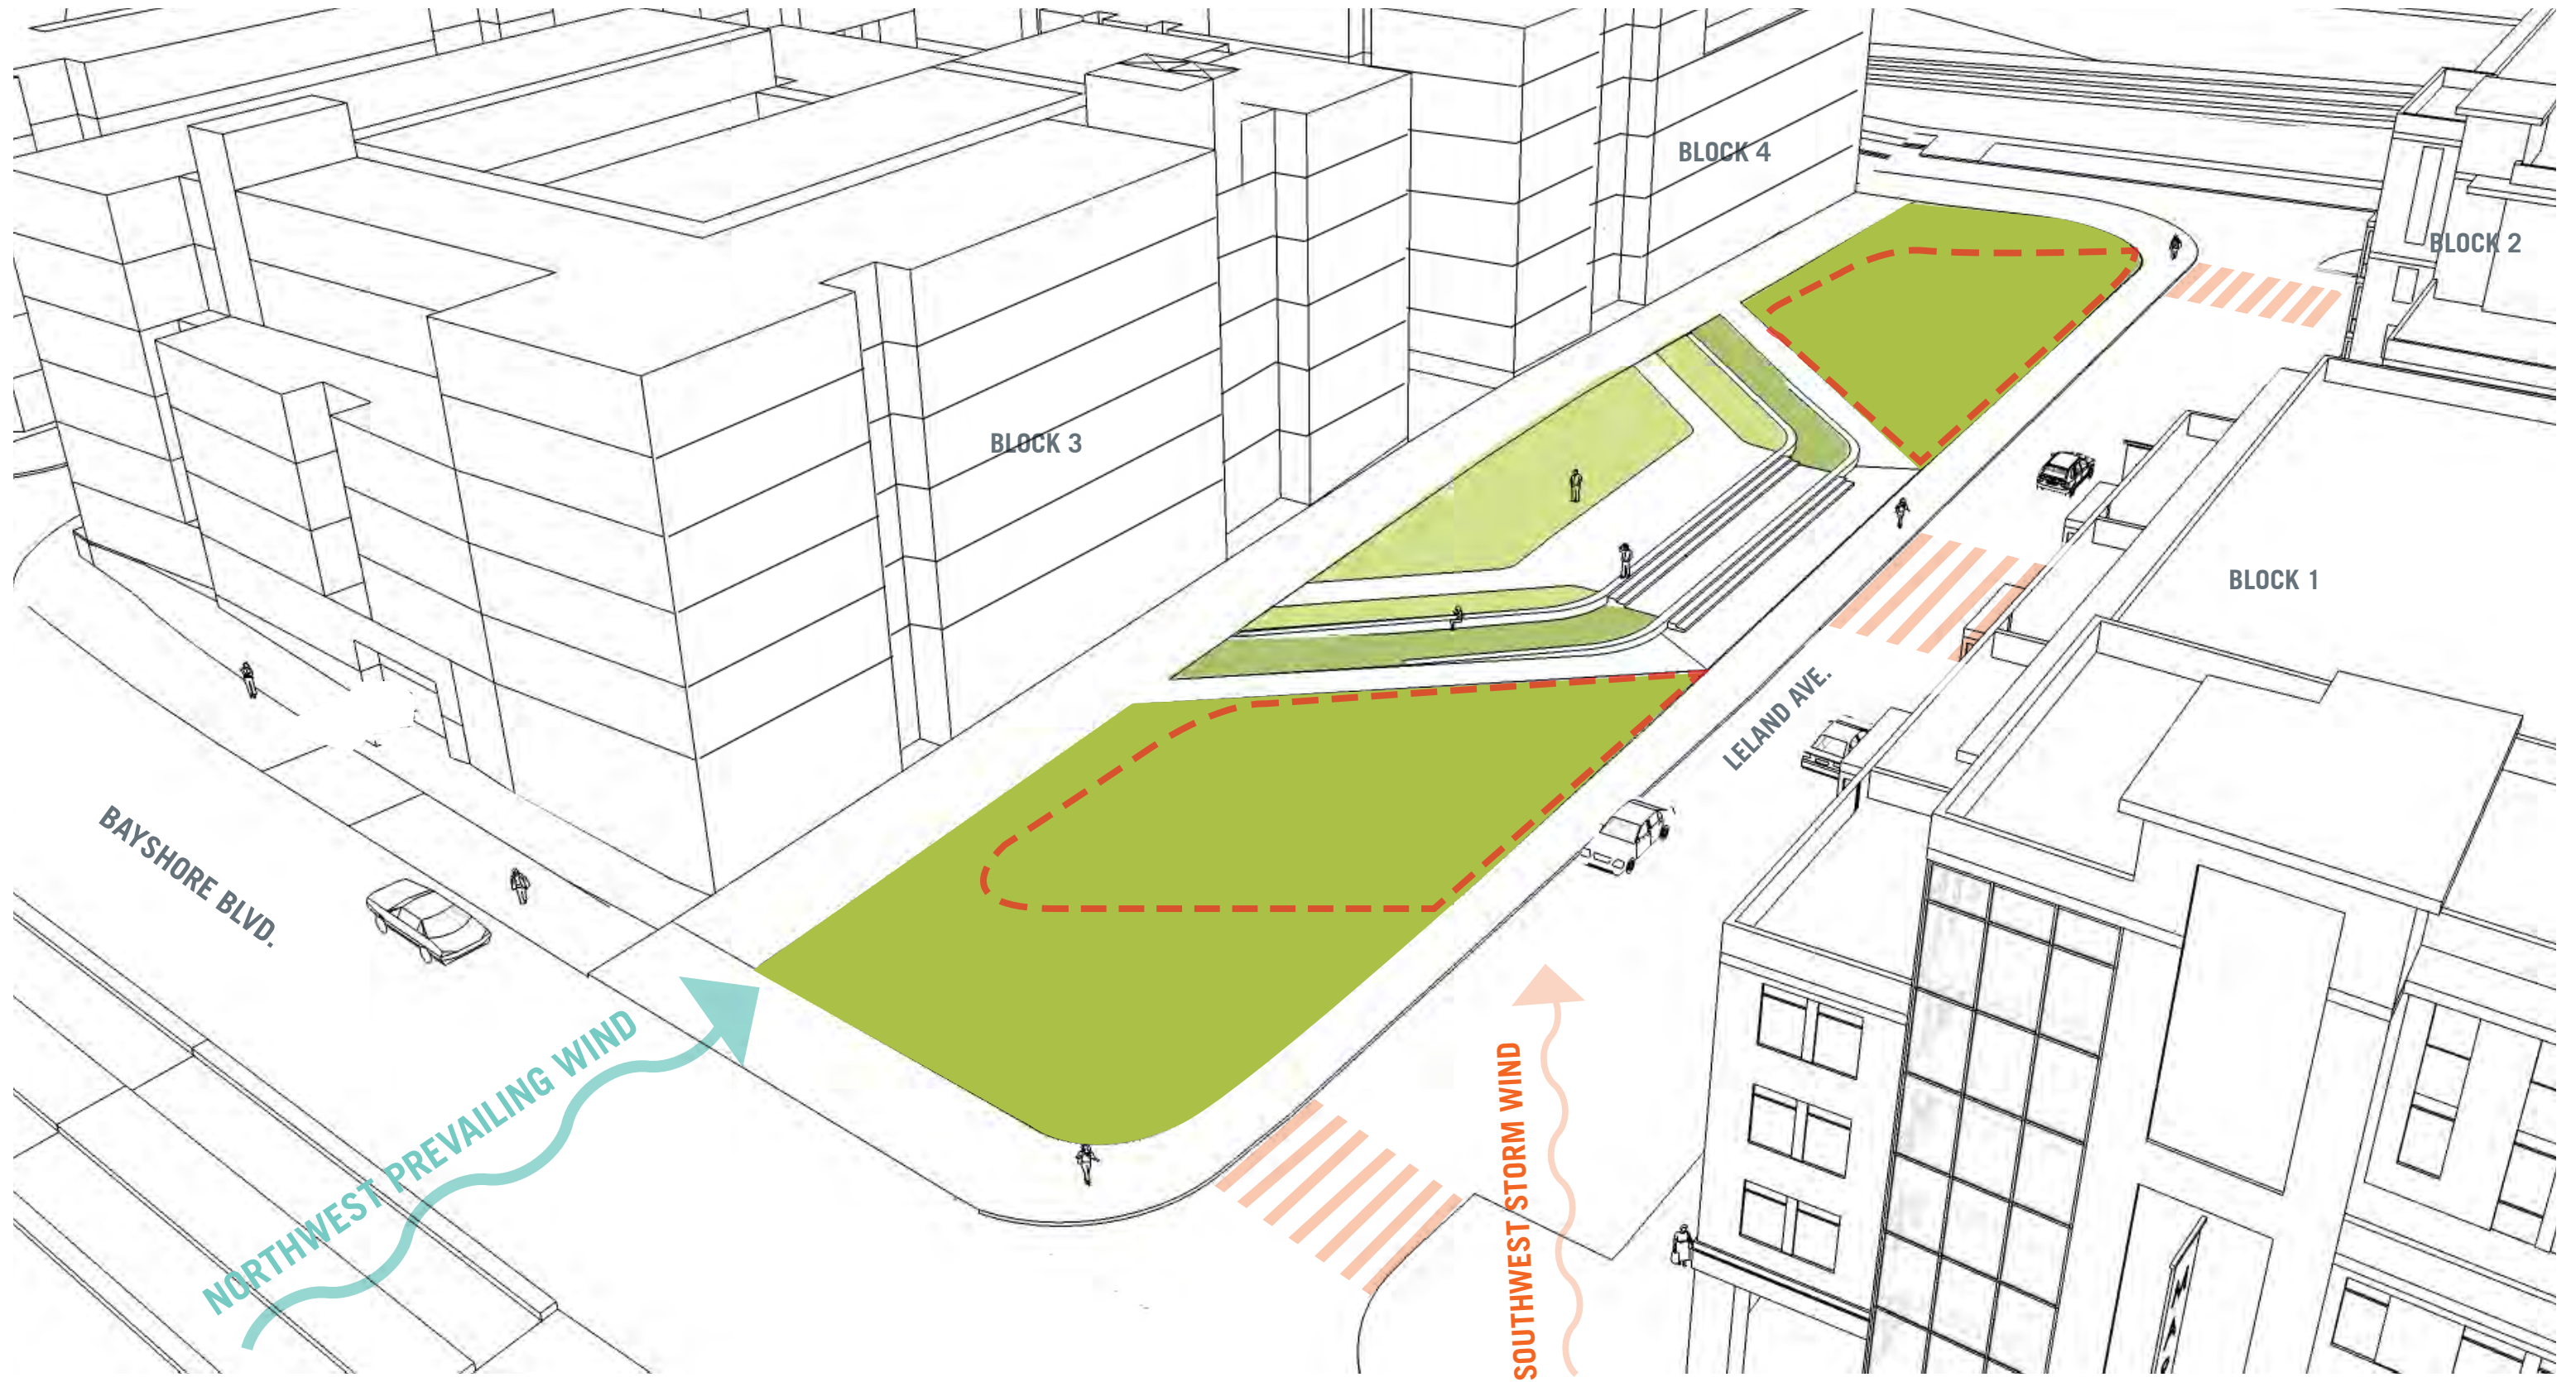 BLOCK 4
BLOCK 2
BLOCK 3
BLOCK 1
LELAND AVE.
BAYSHORE BLVD.
NORTHWEST PREVAILING WIND
SOUTHWEST STORM WIND